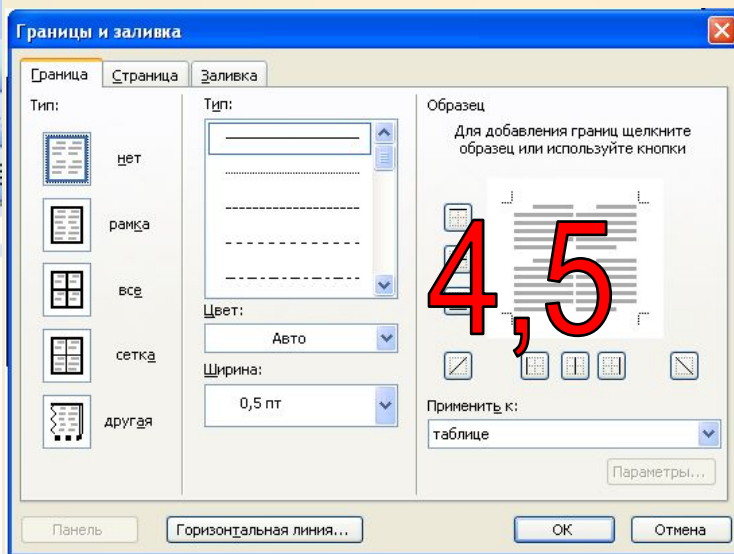 Границы и заливка
Граница Страница Заливка
Тип:
нет
рамка
все
сетка
другая
Тип:
Цвет:
Авто
Ширина:
0,5 пт
Образец
Для добавления границ щелкните
образец или используйте кнопки
4,5
Применить к:
таблице
Параметры...
Панель Горизонтальная линия... ОК Отмена